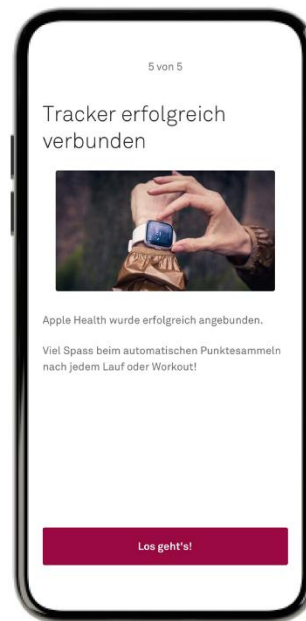 5 von 5
Tracker erfolgreich
verbunden
Apple Health wurde erfolgreich angebunden.
Viel Spass beim automatischen Punktesammeln
nach jedem Lauf oder Workout!
Los geht's!